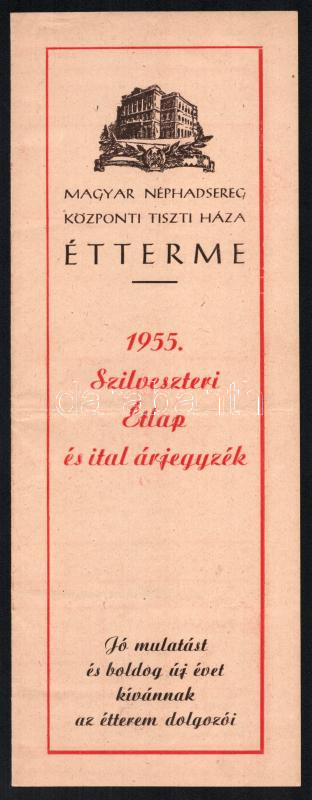 MAGYAR NÉPHADSEREG
KÖZPONTI TISZTI HÁZA
ÉTTERME
1955.
Szilveszteri
Étlap
és ital árjegyzék
darabanth
Jó mulatást
és boldog új évet
kívánnak
az étterem dolgozói